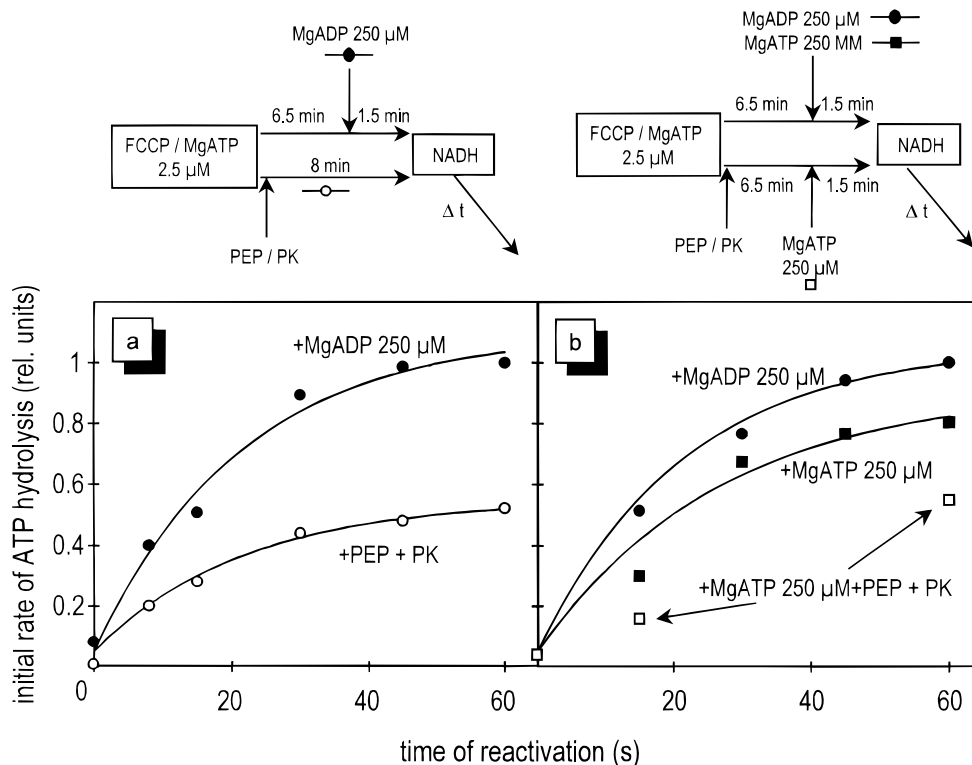 MgADP 250 µM
6.5 min 1.5 min
FCCP / MgATP
2.5 µM
NADH
8 min
Δ t
PEP / PK
MgADP 250 µM
MgATP 250 MM
6.5 min 1.5 min
FCCP / MgATP
2.5 µM
NADH
6.5 min 1.5 min
Δ t
PEP / PK
MgATP
250 µM
initial rate of ATP hydrolysis (rel. units)
a
+MgADP 250 µM
+PEP + PK
1
0.8
0.6
0.4
0.2
0
20
40
60
b
+MgADP 250 µM
+MgATP 250 µM
+MgATP 250 µM+PEP + PK
20
40
60
time of reactivation (s)